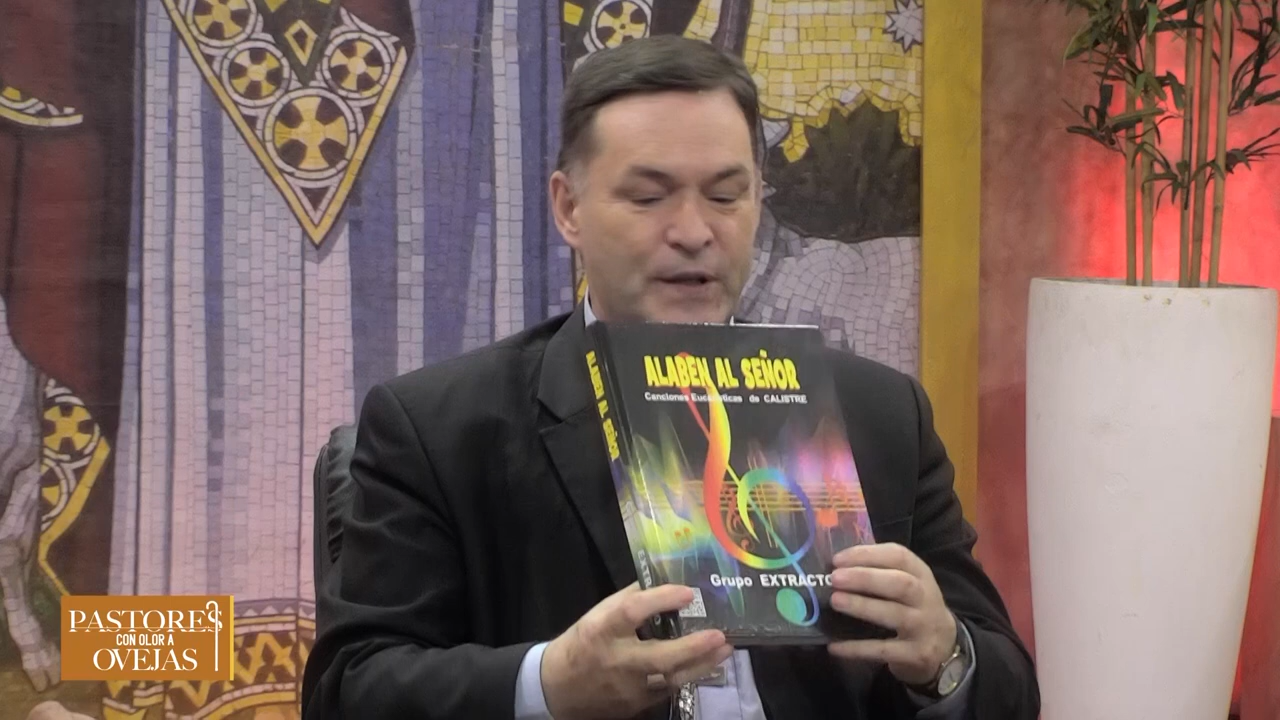 ALABEN AL SEÑOR
Canciones Eucarísticas de CALISTRE
Grupo EXTRACTO
ALABEN AL SEÑOR
PASTORES
CON OLOR A
OVEJAS